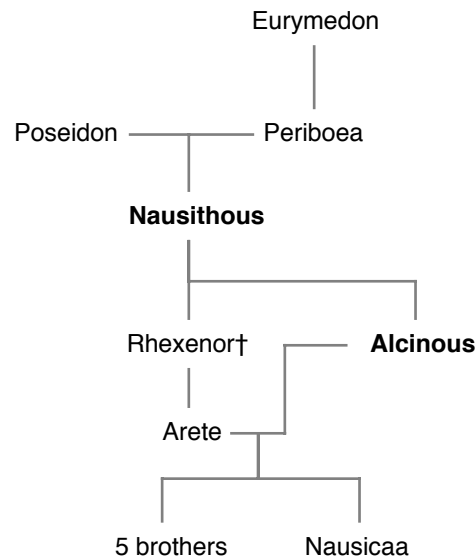 Eurymedon
Poseidon Periboea
Nausithous
Rhexenor† Alcinous
Arete
5 brothers Nausicaa